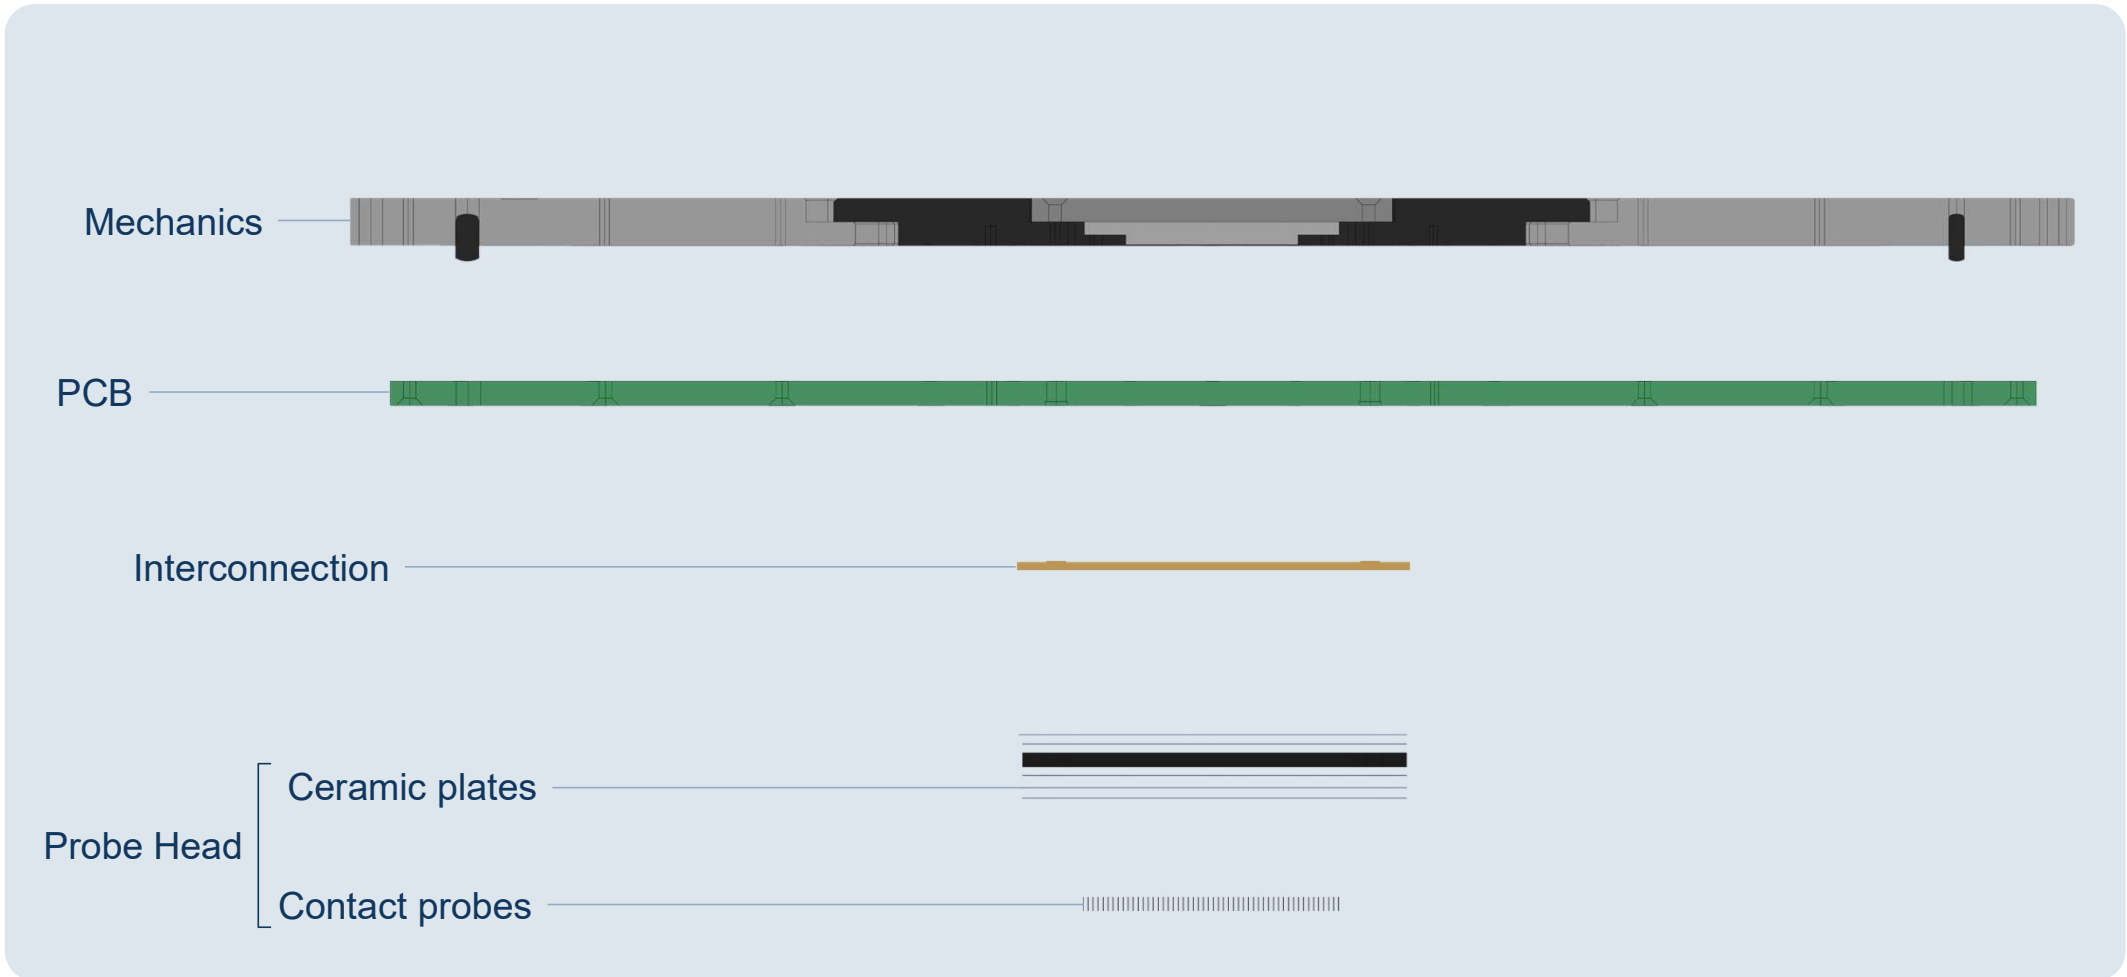 Mechanics
PCB
Interconnection
Ceramic plates
Probe Head
Contact probes